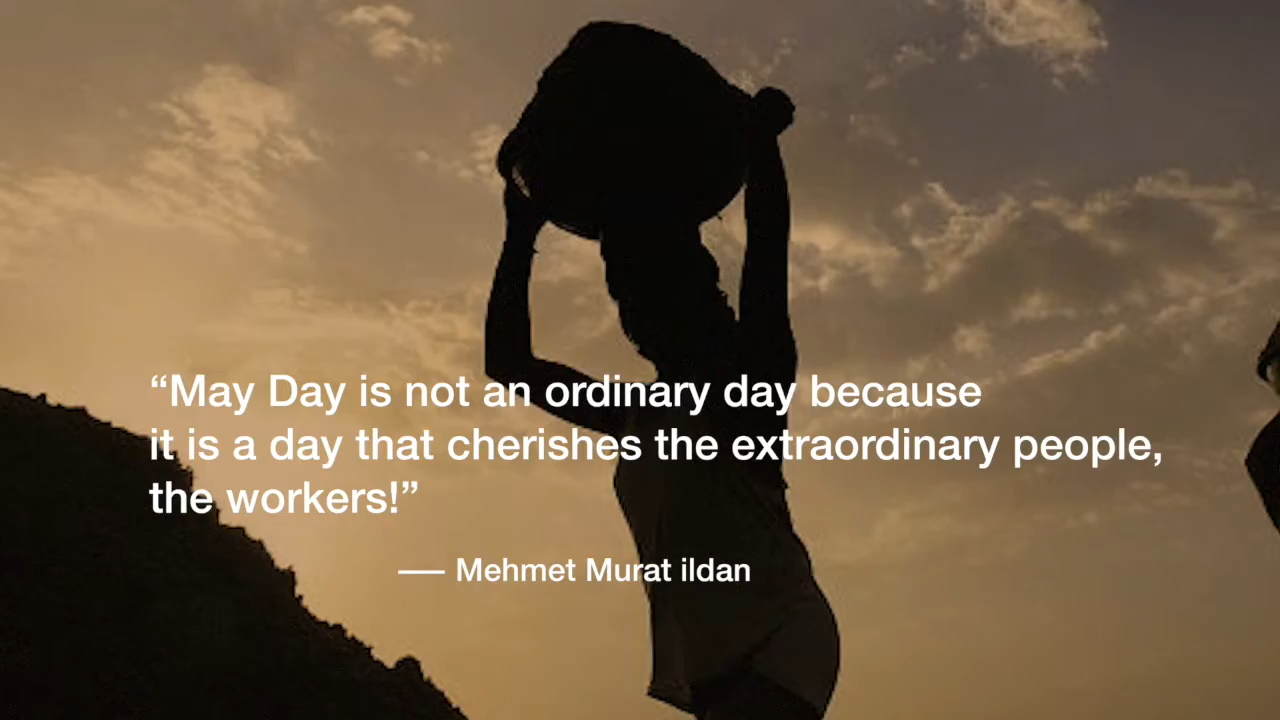 “May Day is not an ordinary day because
it is a day that cherishes the extraordinary people,
the workers!”
— Mehmet Murat ildan